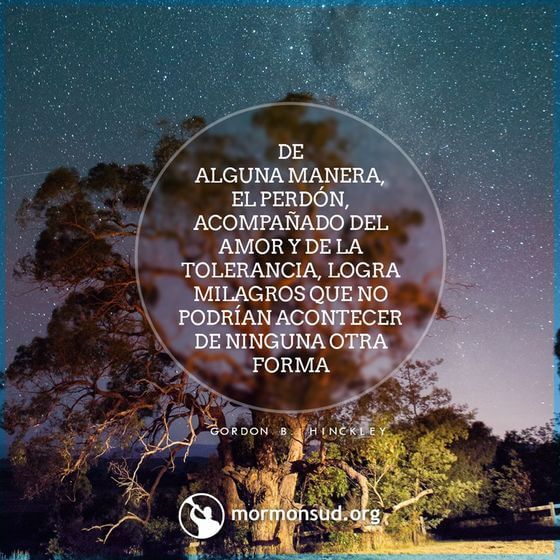 DE
ALGUNA MANERA,
EL PERDÓN,
ACOMPAÑADO DEL
AMOR Y DE LA
TOLERANCIA, LOGRA
MILAGROS QUE NO
PODRÍAN ACONTECER
DE NINGUNA OTRA
FORMA
GORDON B. HINCKLEY
mormonsud.org